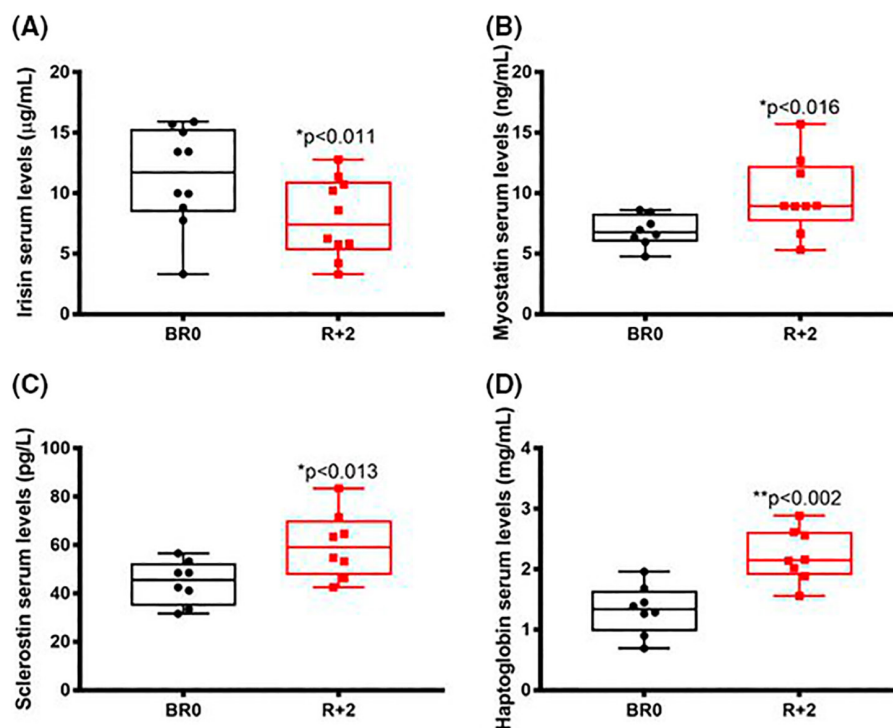 (A)
Irisin serum levels (μg/mL)
20
15
10
5
0
*p<0.011
BR0
R+2
(B)
Myostatin serum levels (ng/mL)
20
15
10
5
0
*p<0.016
BR0
R+2
(C)
Sclerostin serum levels (pg/L)
100
80
60
40
20
0
*p<0.013
BR0
R+2
(D)
Haptoglobin serum levels (mg/mL)
4
3
2
1
0
**p<0.002
BR0
R+2